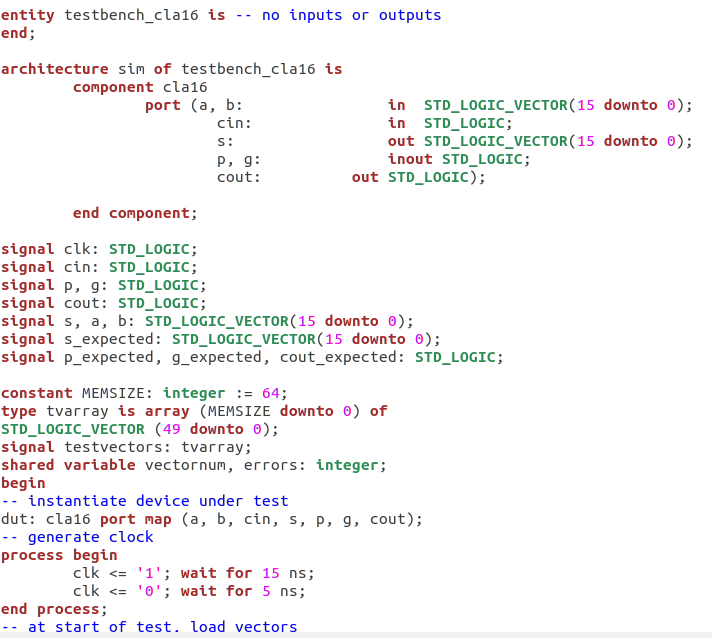 entity testbench_cla16 is -- no inputs or outputs
end;
architecture sim of testbench_cla16 is
component cla16
port (a, b: in STD_LOGIC_VECTOR(15 downto 0);
cin: in STD_LOGIC;
s: out STD_LOGIC_VECTOR(15 downto 0);
p, g: inout STD_LOGIC;
cout: out STD_LOGIC);
end component;
signal clk: STD_LOGIC;
signal cin: STD_LOGIC;
signal p, g: STD_LOGIC;
signal cout: STD_LOGIC;
signal s, a, b: STD_LOGIC_VECTOR(15 downto 0);
signal s_expected: STD_LOGIC_VECTOR(15 downto 0);
signal p_expected, g_expected, cout_expected: STD_LOGIC;
constant MEMSIZE: integer := 64;
type tvarray is array (MEMSIZE downto 0) of
STD_LOGIC_VECTOR (49 downto 0);
signal testvectors: tvarray;
shared variable vectornum, errors: integer;
begin
-- instantiate device under test
dut: cla16 port map (a, b, cin, s, p, g, cout);
-- generate clock
process begin
clk <= '1'; wait for 15 ns;
clk <= '0'; wait for 5 ns;
end process;
-- at start of test, load vectors